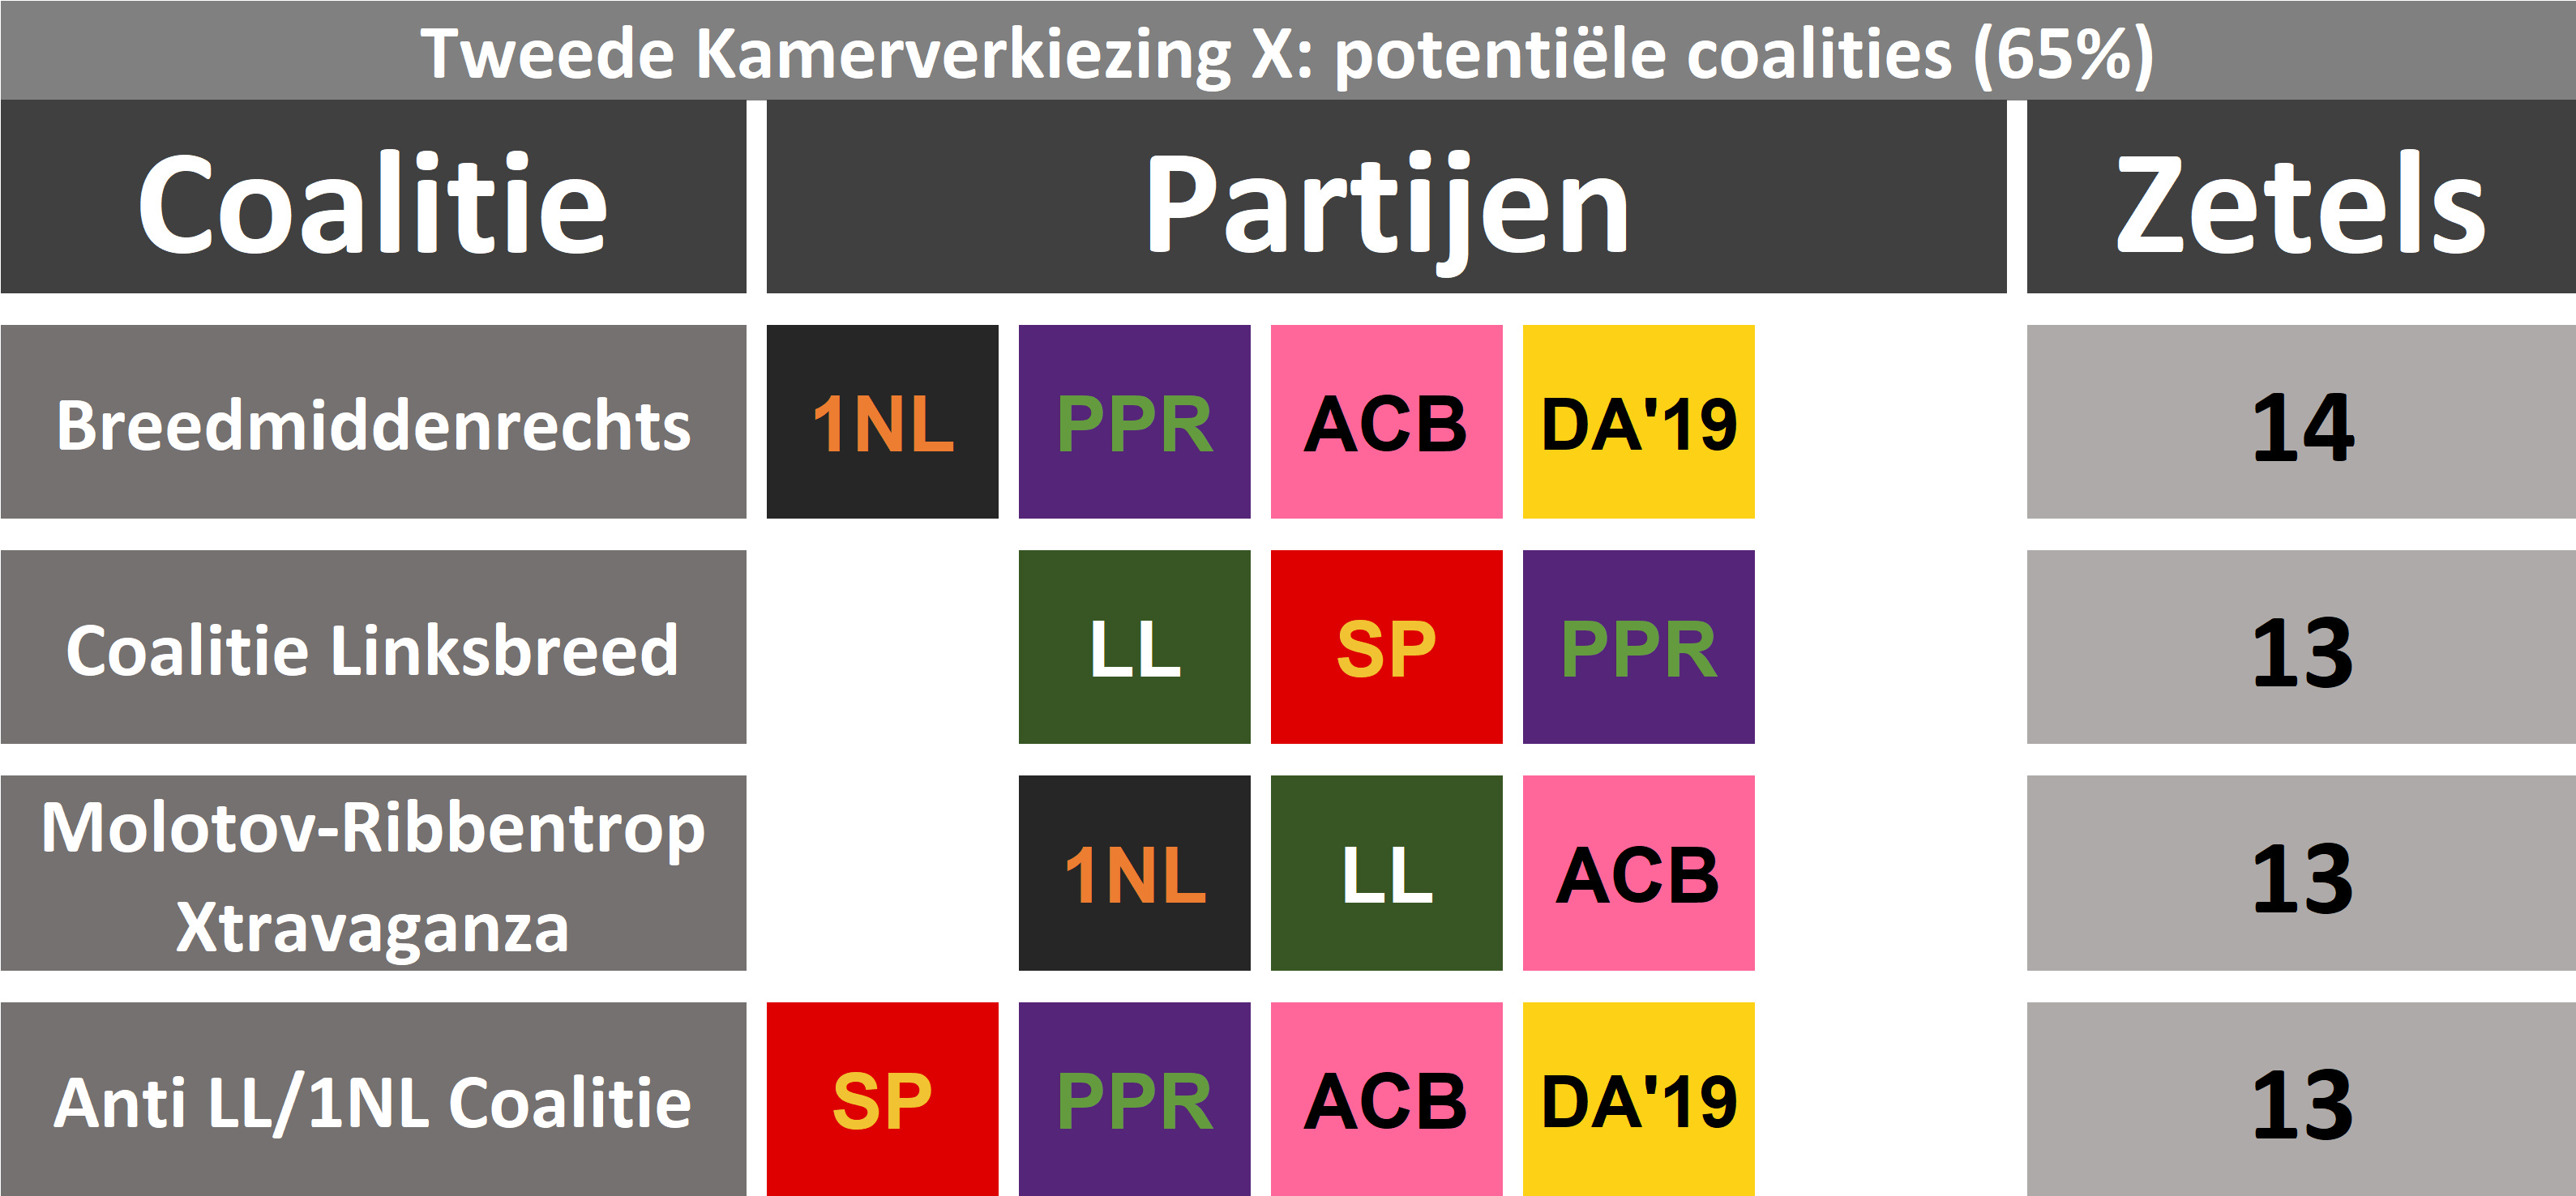 Tweede Kamerverkiezing X: potentiële coalities (65%)
Coalitie Partijen Zetels
Breedmiddenrechts 1NL PPR ACB DA'19 14
Coalitie Linksbreed LL SP PPR 13
Molotov-Ribbentrop
Xtravaganza 1NL LL ACB 13
Anti LL/1NL Coalitie SP PPR ACB DA'19 13